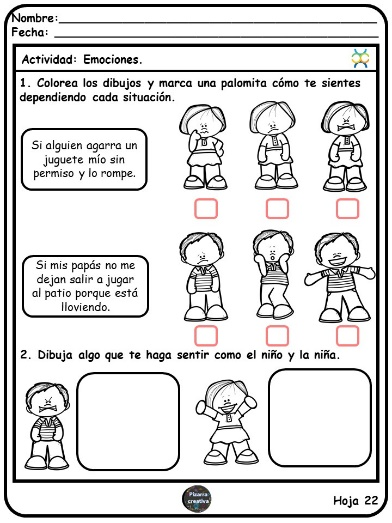 Nombre:
Fecha:
Actividad: Emociones.
1. Colorea los dibujos y marca una palomita cómo te sientes
dependiendo cada situación.
Si alguien agarra un
juguete mío sin
permiso y lo rompe.
Si mis papás no me
dejan salir a jugar
al patio porque está
lloviendo.
2. Dibuja algo que te haga sentir como el niño y la niña.
Pizarra
creativa
Hoja 22